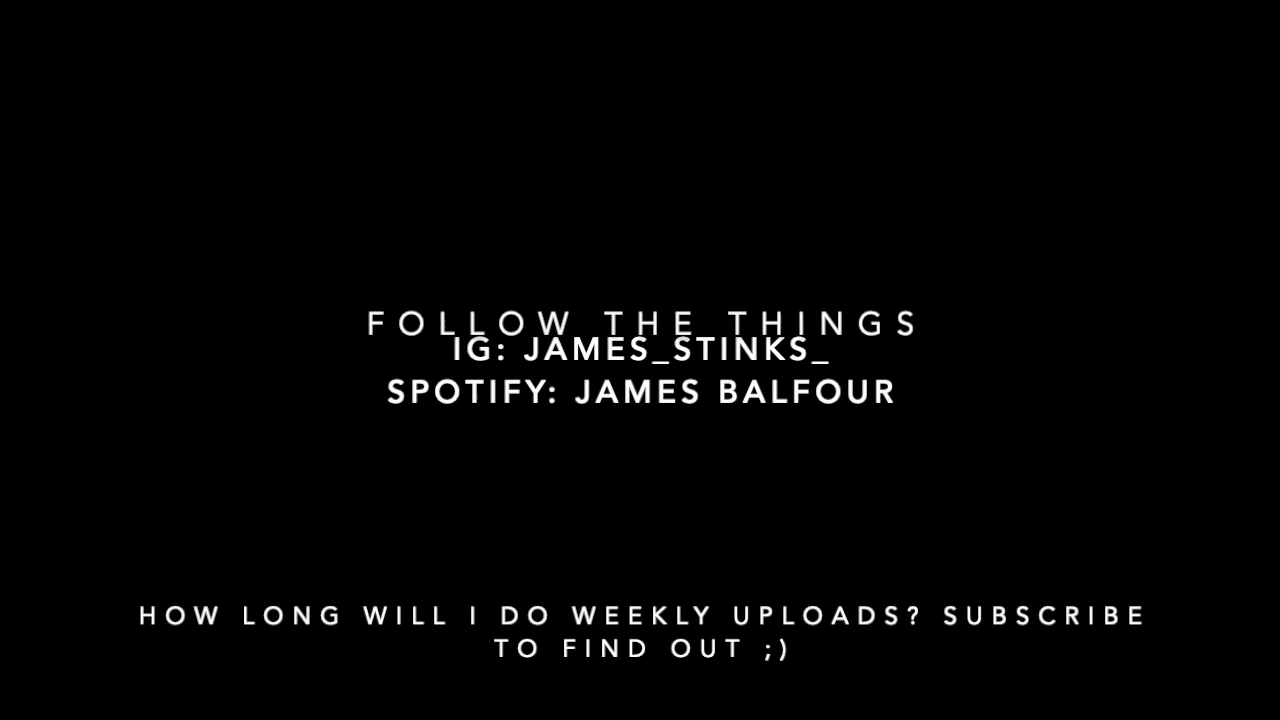 FOLLOW THE THINGS
IG: JAMES_STINKS_
SPOTIFY: JAMES BALFOUR
HOW LONG WILL I DO WEEKLY UPLOADS? SUBSCRIBE
TO FIND OUT ;)